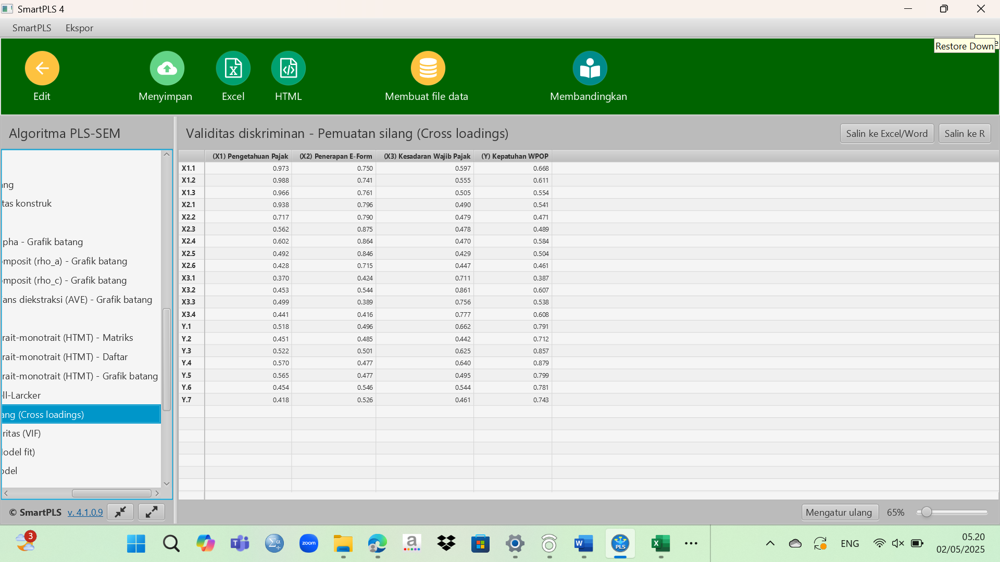 SmartPLS 4
SmartPLS Ekspor
Restore Down
Edit Menyimpan Excel HTML Membuat file data Membandingkan
Algoritma PLS-SEM
ang
tas konstruk
pha - Grafik batang
omposit (rho_a) - Grafik batang
omposit (rho_c) - Grafik batang
ans diekstraksi (AVE) - Grafik batang
rait-monotrait (HTMT) - Matriks
rait-monotrait (HTMT) - Daftar
rait-monotrait (HTMT) - Grafik batang
ell-Larcker
ang (Cross loadings)
ritas (VIF)
odel fit)
odel
© SmartPLS v. 4.1.0.9
Validitas diskriminan - Pemuatan silang (Cross loadings) Salin ke Excel/Word Salin ke R
(X1) Pengetahuan Pajak (X2) Penerapan E-Form (X3) Kesadaran Wajib Pajak (Y) Kepatuhan WPOP
X1.1 0.973 0.750 0.597 0.668
X1.2 0.988 0.741 0.555 0.611
X1.3 0.966 0.761 0.505 0.554
X2.1 0.938 0.796 0.490 0.541
X2.2 0.717 0.790 0.479 0.471
X2.3 0.562 0.875 0.478 0.489
X2.4 0.602 0.864 0.470 0.584
X2.5 0.492 0.846 0.429 0.504
X2.6 0.428 0.715 0.447 0.461
X3.1 0.370 0.424 0.711 0.387
X3.2 0.453 0.544 0.861 0.607
X3.3 0.499 0.389 0.756 0.538
X3.4 0.441 0.416 0.777 0.608
Y.1 0.518 0.496 0.662 0.791
Y.2 0.451 0.485 0.442 0.712
Y.3 0.522 0.501 0.625 0.857
Y.4 0.570 0.477 0.640 0.879
Y.5 0.565 0.477 0.495 0.799
Y.6 0.454 0.546 0.544 0.781
Y.7 0.418 0.526 0.461 0.743
Mengatur ulang 65%
3 zoom a PLS ENG 05.20
02/05/2025